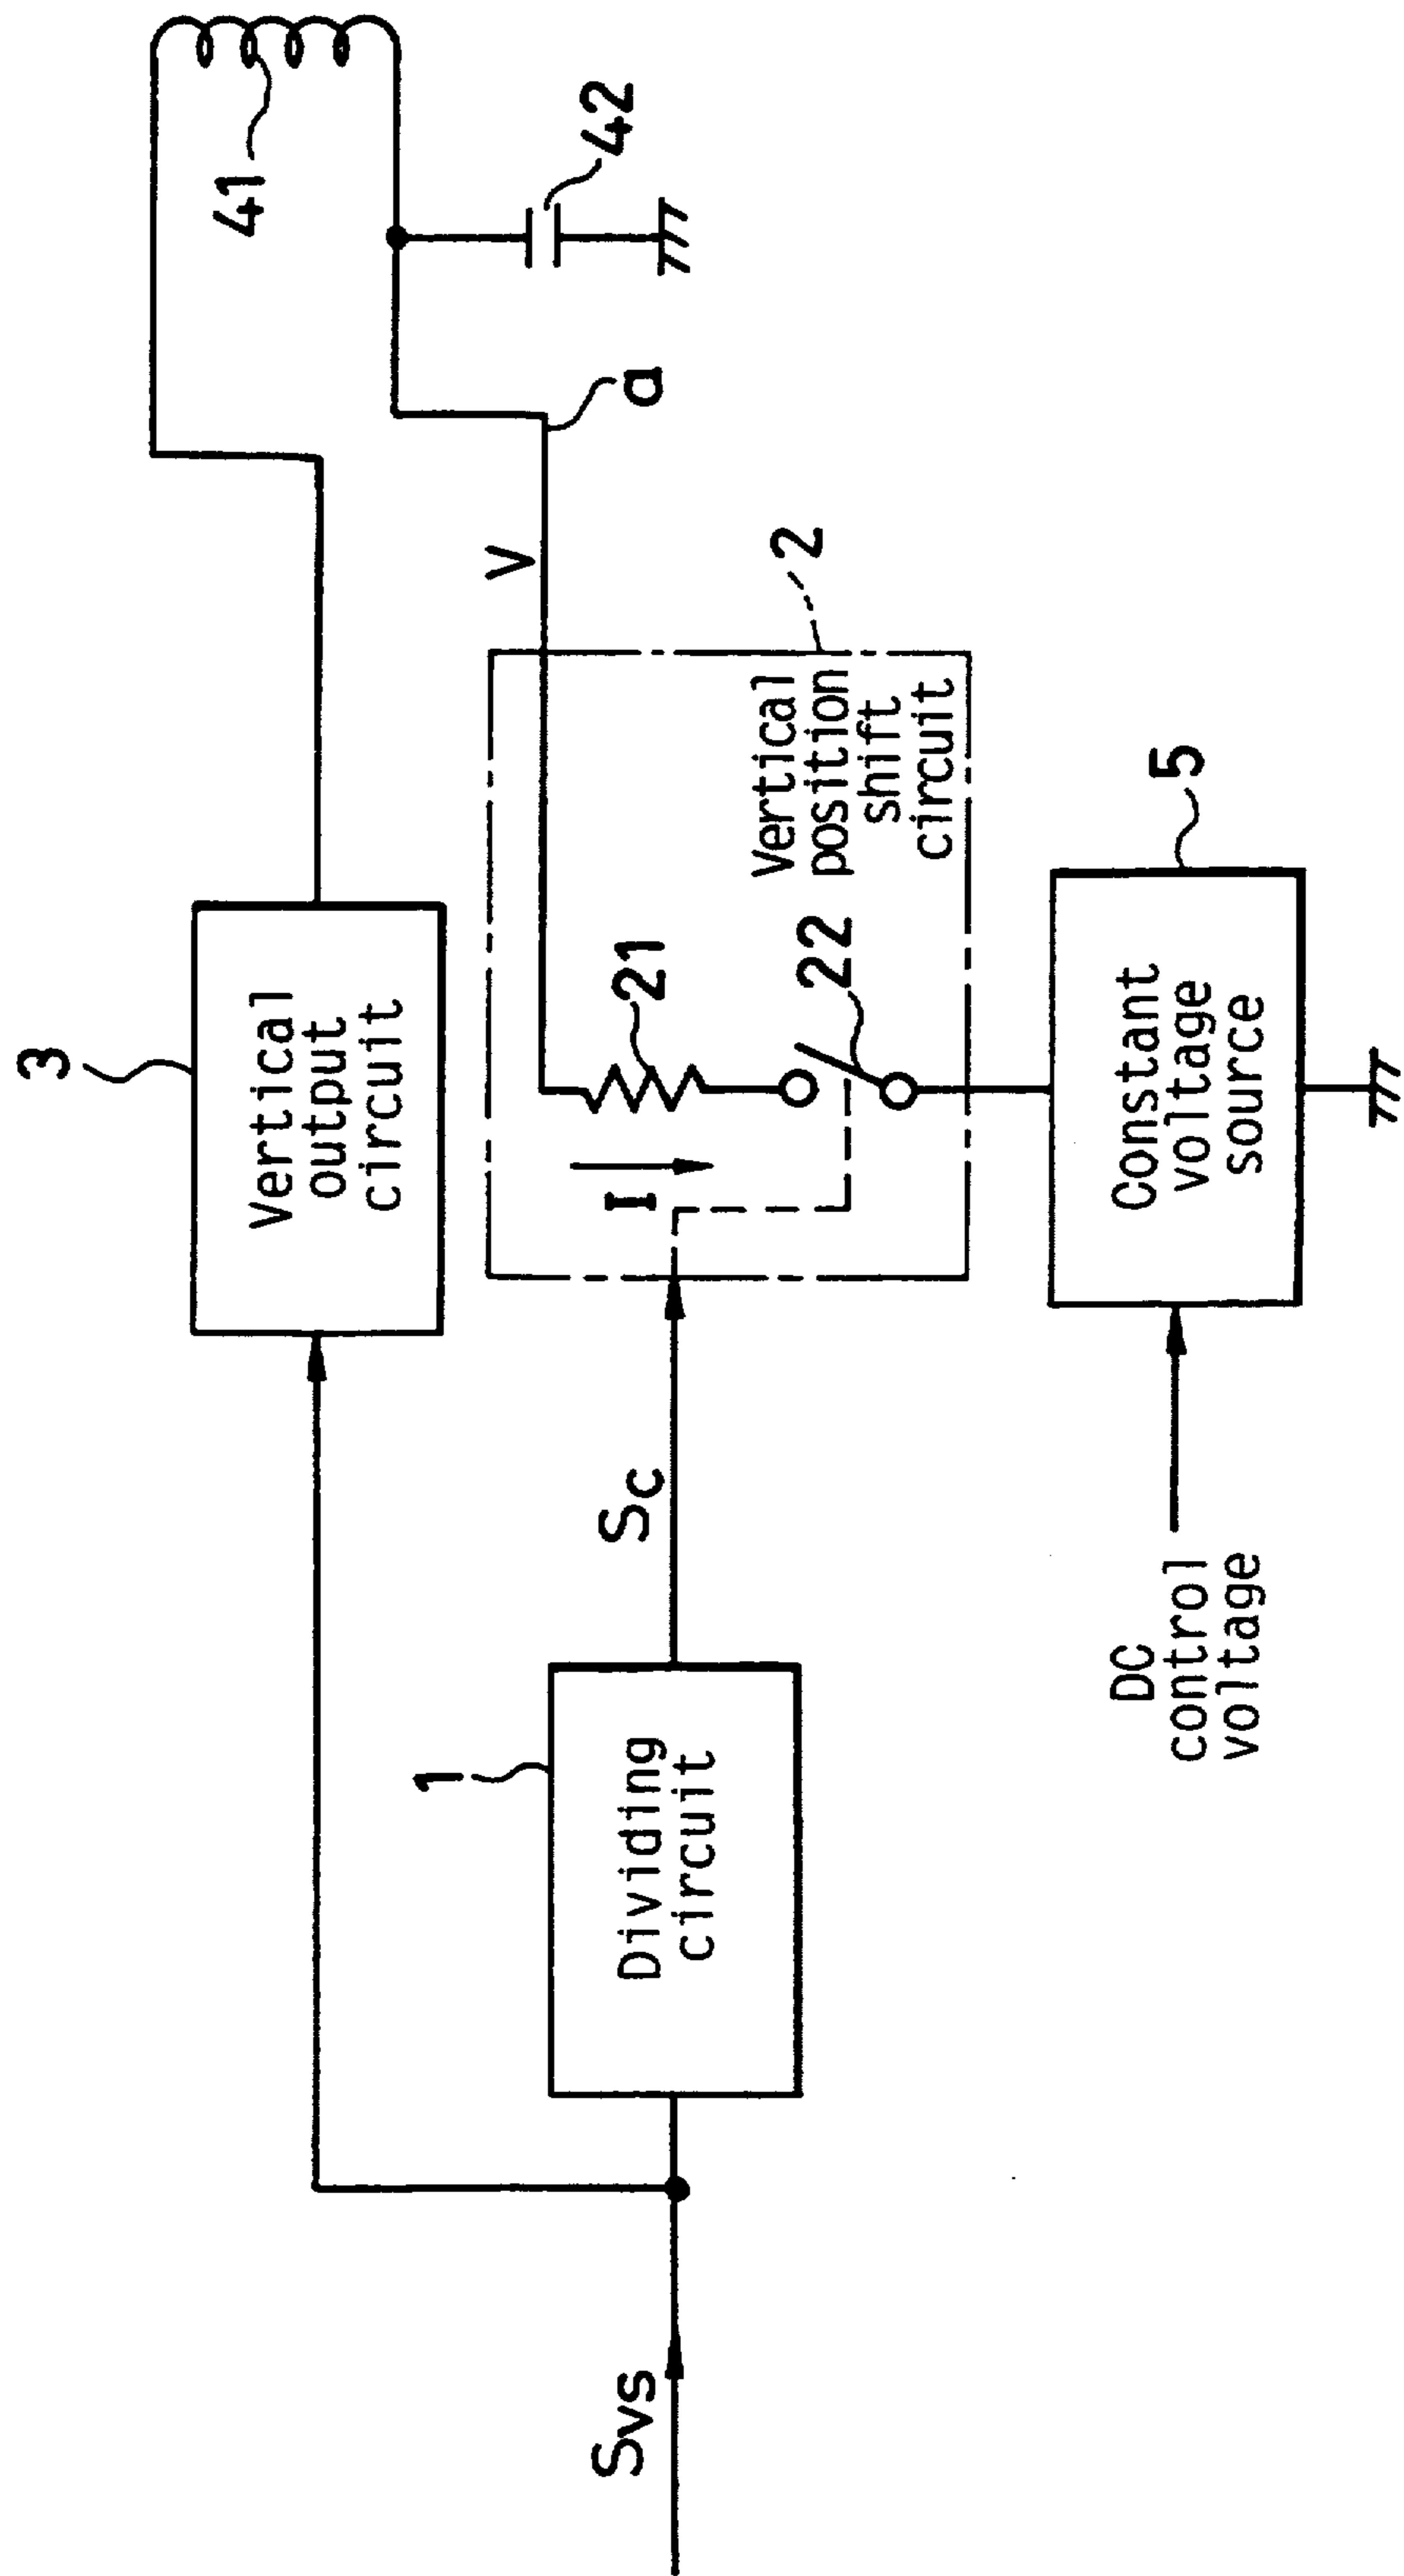 3
Vertical
output
circuit
41
42
a
V
2
Vertical
position
shift
circuit
21
22
I
Svs
1
Dividing
circuit
Sc
5
Constant
voltage
source
DC
control
voltage